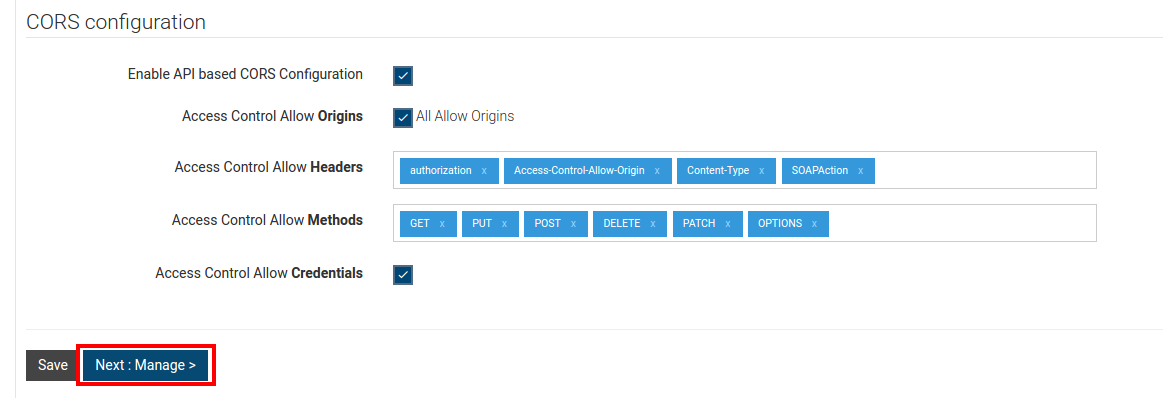 CORS configuration
Enable API based CORS Configuration
Access Control Allow Origins All Allow Origins
Access Control Allow Headers authorization x Access-Control-Allow-Origin x Content-Type x SOAPAction x
Access Control Allow Methods GET x PUT x POST x DELETE x PATCH x OPTIONS x
Access Control Allow Credentials
Save Next : Manage >